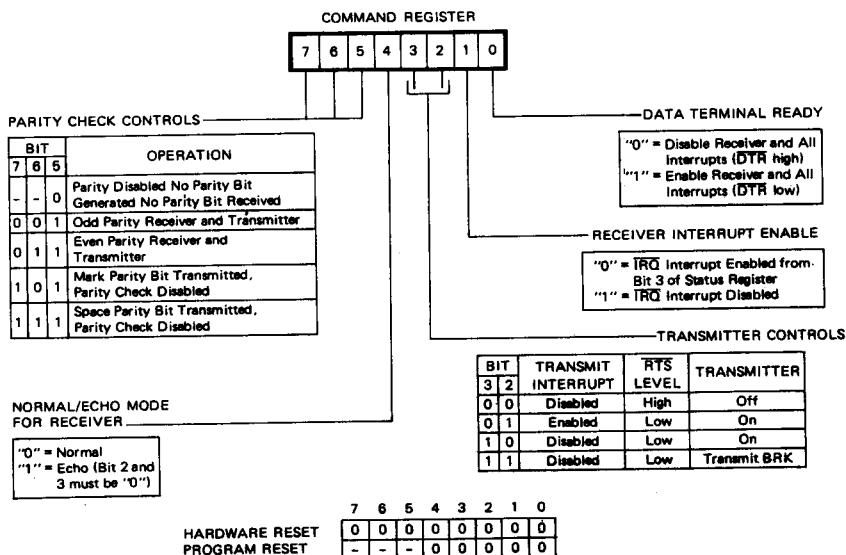 COMMAND REGISTER
7 6 5 4 3 2 1 0
PARITY CHECK CONTROLS
BIT OPERATION
7 6 5
- - 0 Parity Disabled No Parity Bit
Generated No Parity Bit Received
0 0 1 Odd Parity Receiver and Transmitter
0 1 1 Even Parity Receiver and
Transmitter
1 0 1 Mark Parity Bit Transmitted,
Parity Check Disabled
1 1 1 Space Parity Bit Transmitted,
Parity Check Disabled
NORMAL/ECHO MODE
FOR RECEIVER
"0" = Normal
"1" = Echo (Bit 2 and
3 must be "0")
DATA TERMINAL READY
"0" = Disable Receiver and All
Interrupts (D̅T̅R̅ high)
"1" = Enable Receiver and All
Interrupts (D̅T̅R̅ low)
RECEIVER INTERRUPT ENABLE
"0" = I̅R̅Q̅ Interrupt Enabled from
Bit 3 of Status Register
"1" = I̅R̅Q̅ Interrupt Disabled
TRANSMITTER CONTROLS
BIT TRANSMIT R̅T̅S̅ TRANSMITTER
3 2 INTERRUPT LEVEL
0 0 Disabled High Off
0 1 Enabled Low On
1 0 Disabled Low On
1 1 Disabled Low Transmit BRK
7 6 5 4 3 2 1 0
HARDWARE RESET 0 0 0 0 0 0 0 0
PROGRAM RESET - - - 0 0 0 0 0